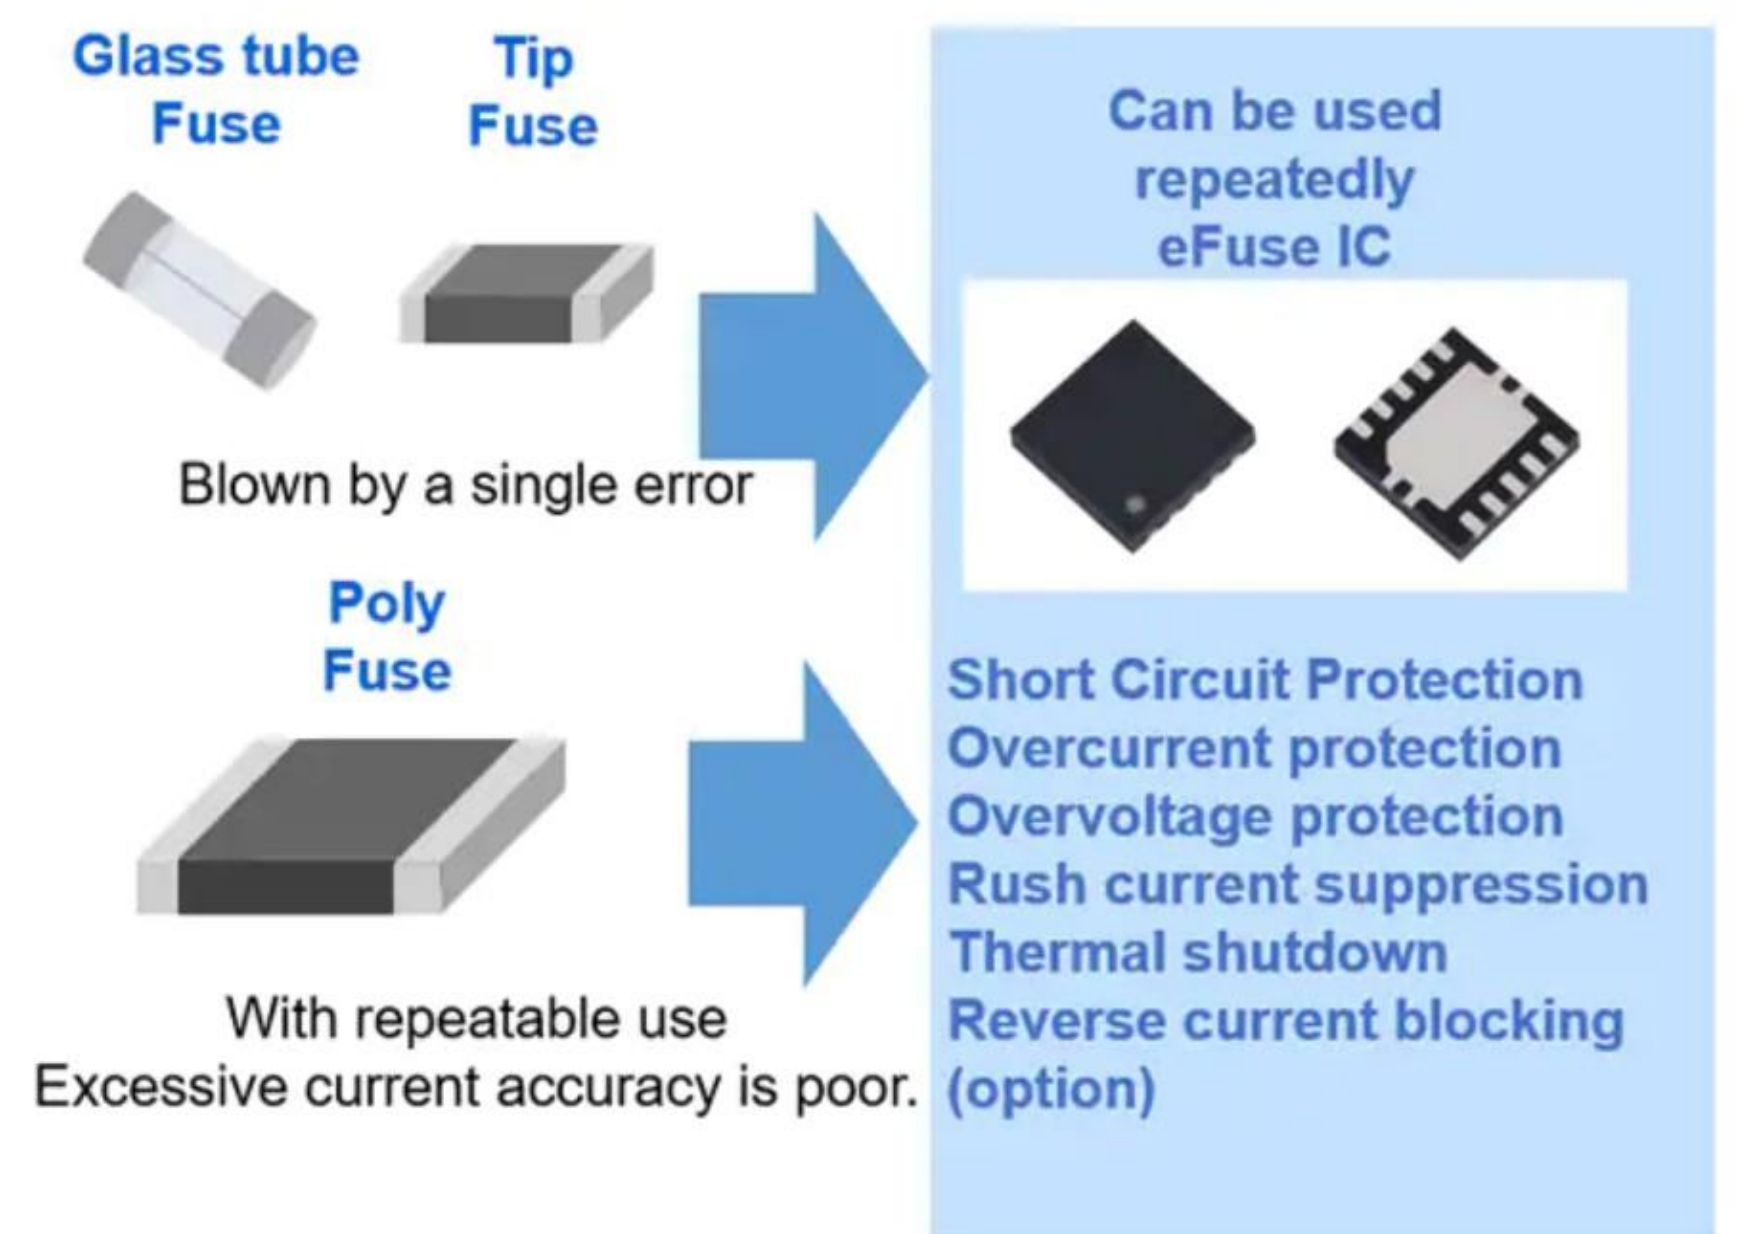 Glass tube
Fuse
Tip
Fuse
Blown by a single error
Poly
Fuse
With repeatable use
Excessive current accuracy is poor.
Can be used
repeatedly
eFuse IC
Short Circuit Protection
Overcurrent protection
Overvoltage protection
Rush current suppression
Thermal shutdown
Reverse current blocking
(option)